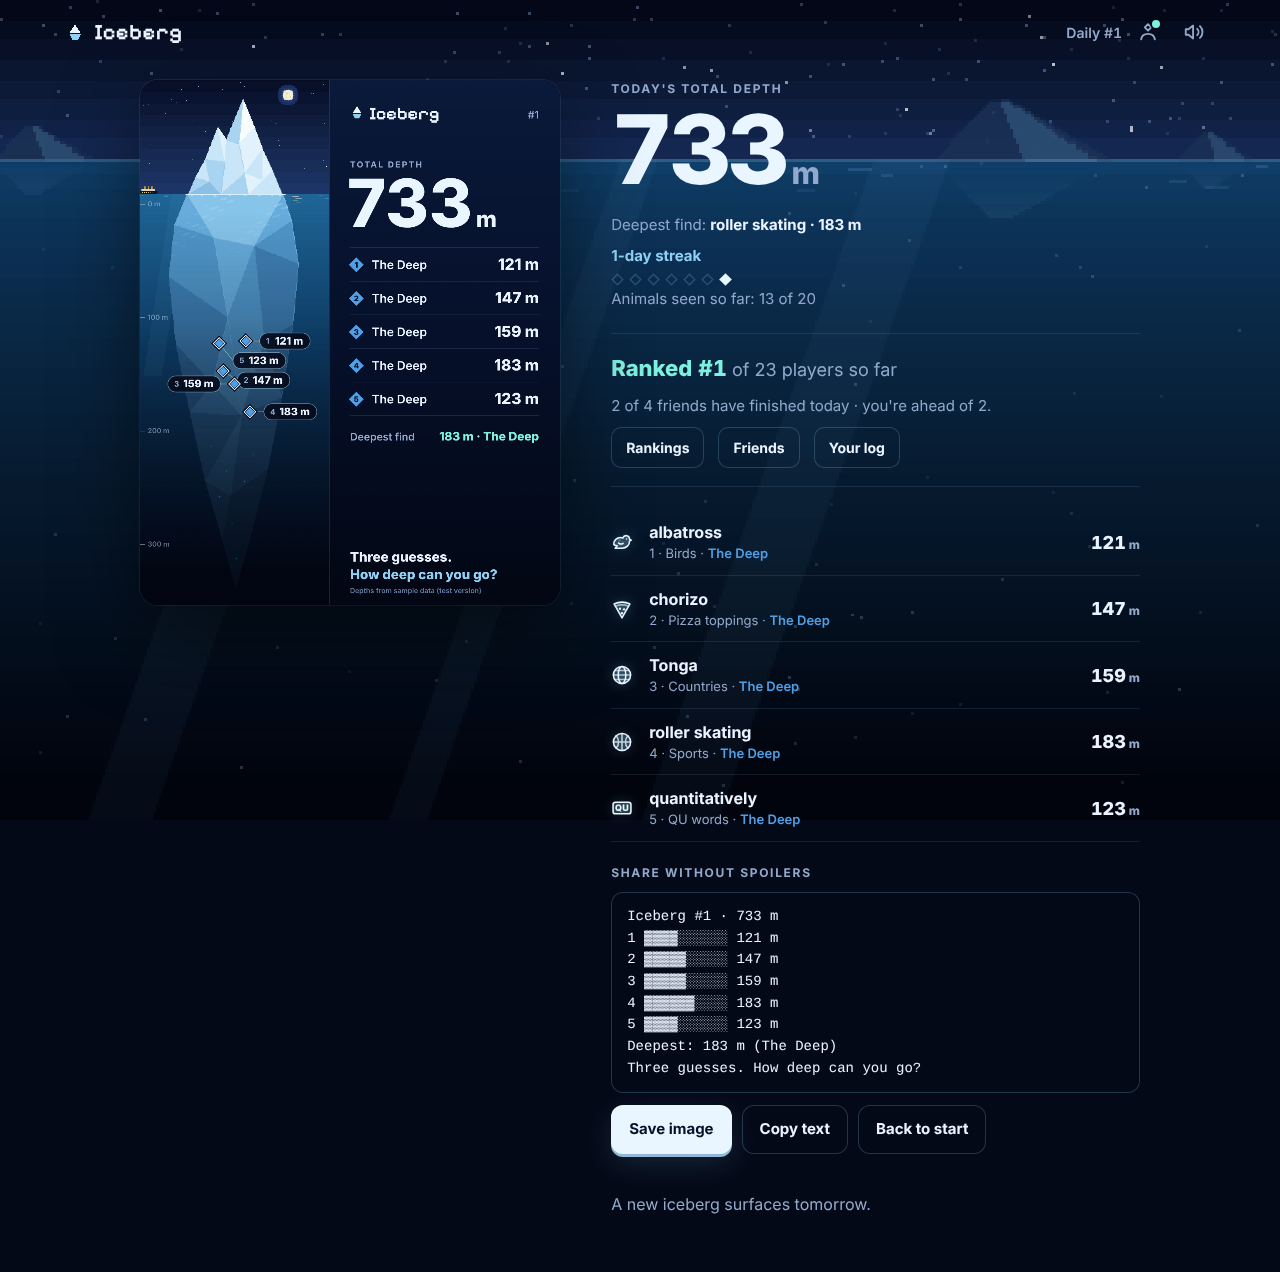 Iceberg
Daily #1
Iceberg
#1
TOTAL DEPTH
733 m
1 The Deep 121 m
2 The Deep 147 m
3 The Deep 159 m
4 The Deep 183 m
5 The Deep 123 m
Deepest find 183 m · The Deep
Three guesses.
How deep can you go?
Depths from sample data (test version)
0 m
100 m
1 121 m
5 123 m
2 147 m
3 159 m
4 183 m
200 m
300 m
TODAY'S TOTAL DEPTH
733 m
Deepest find: roller skating · 183 m
1-day streak
Animals seen so far: 13 of 20
Ranked #1 of 23 players so far
2 of 4 friends have finished today · you're ahead of 2.
Rankings Friends Your log
albatross
1 · Birds · The Deep
121 m
chorizo
2 · Pizza toppings · The Deep
147 m
Tonga
3 · Countries · The Deep
159 m
roller skating
4 · Sports · The Deep
183 m
QU
quantitatively
5 · QU words · The Deep
123 m
SHARE WITHOUT SPOILERS
Iceberg #1 · 733 m
1 ▓▓▓▓░░░░░░ 121 m
2 ▓▓▓▓▓░░░░░ 147 m
3 ▓▓▓▓▓░░░░░ 159 m
4 ▓▓▓▓▓▓░░░░ 183 m
5 ▓▓▓▓░░░░░░ 123 m
Deepest: 183 m (The Deep)
Three guesses. How deep can you go?
Save image Copy text Back to start
A new iceberg surfaces tomorrow.